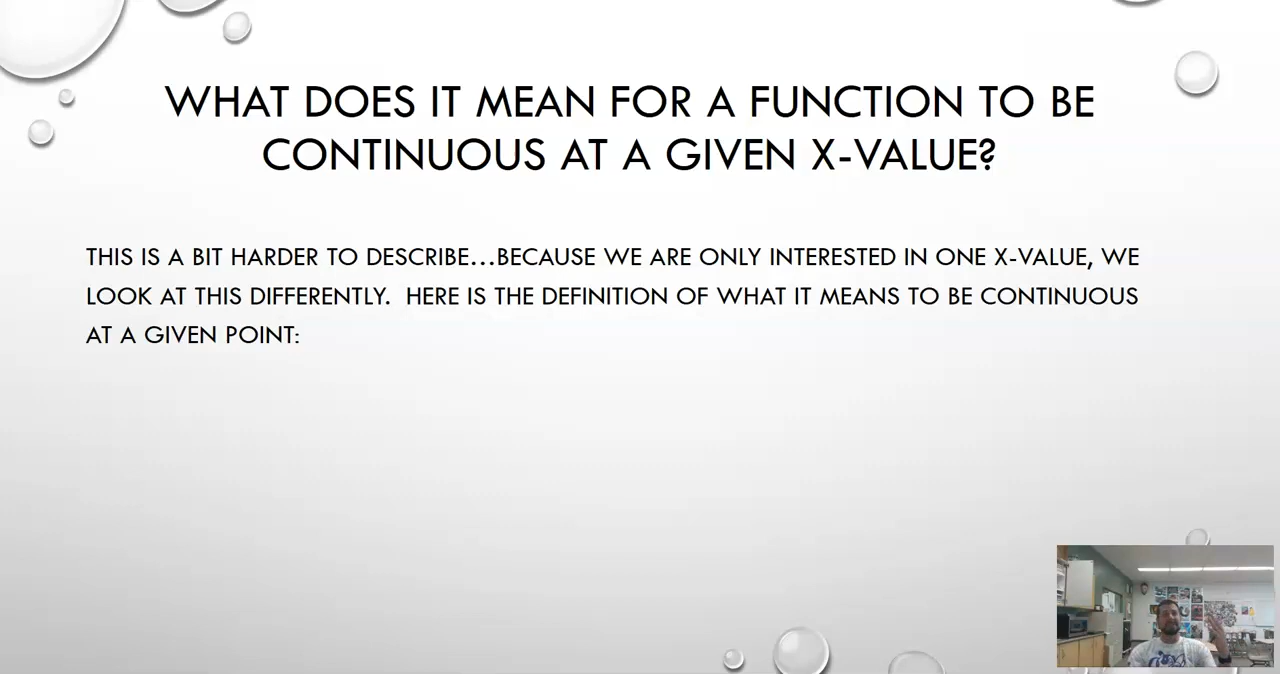 WHAT DOES IT MEAN FOR A FUNCTION TO BE
CONTINUOUS AT A GIVEN X-VALUE?
THIS IS A BIT HARDER TO DESCRIBE…BECAUSE WE ARE ONLY INTERESTED IN ONE X-VALUE, WE
LOOK AT THIS DIFFERENTLY.  HERE IS THE DEFINITION OF WHAT IT MEANS TO BE CONTINUOUS
AT A GIVEN POINT: